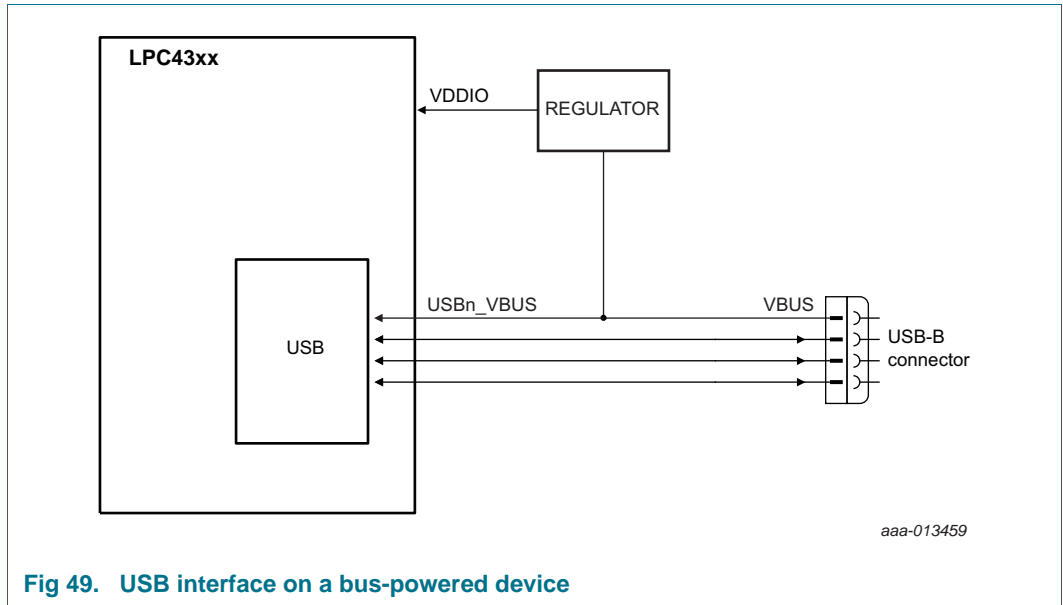 LPC43xx
VDDIO
REGULATOR
USBn_VBUS
VBUS
USB
USB-B
connector
aaa-013459
Fig 49. USB interface on a bus-powered device